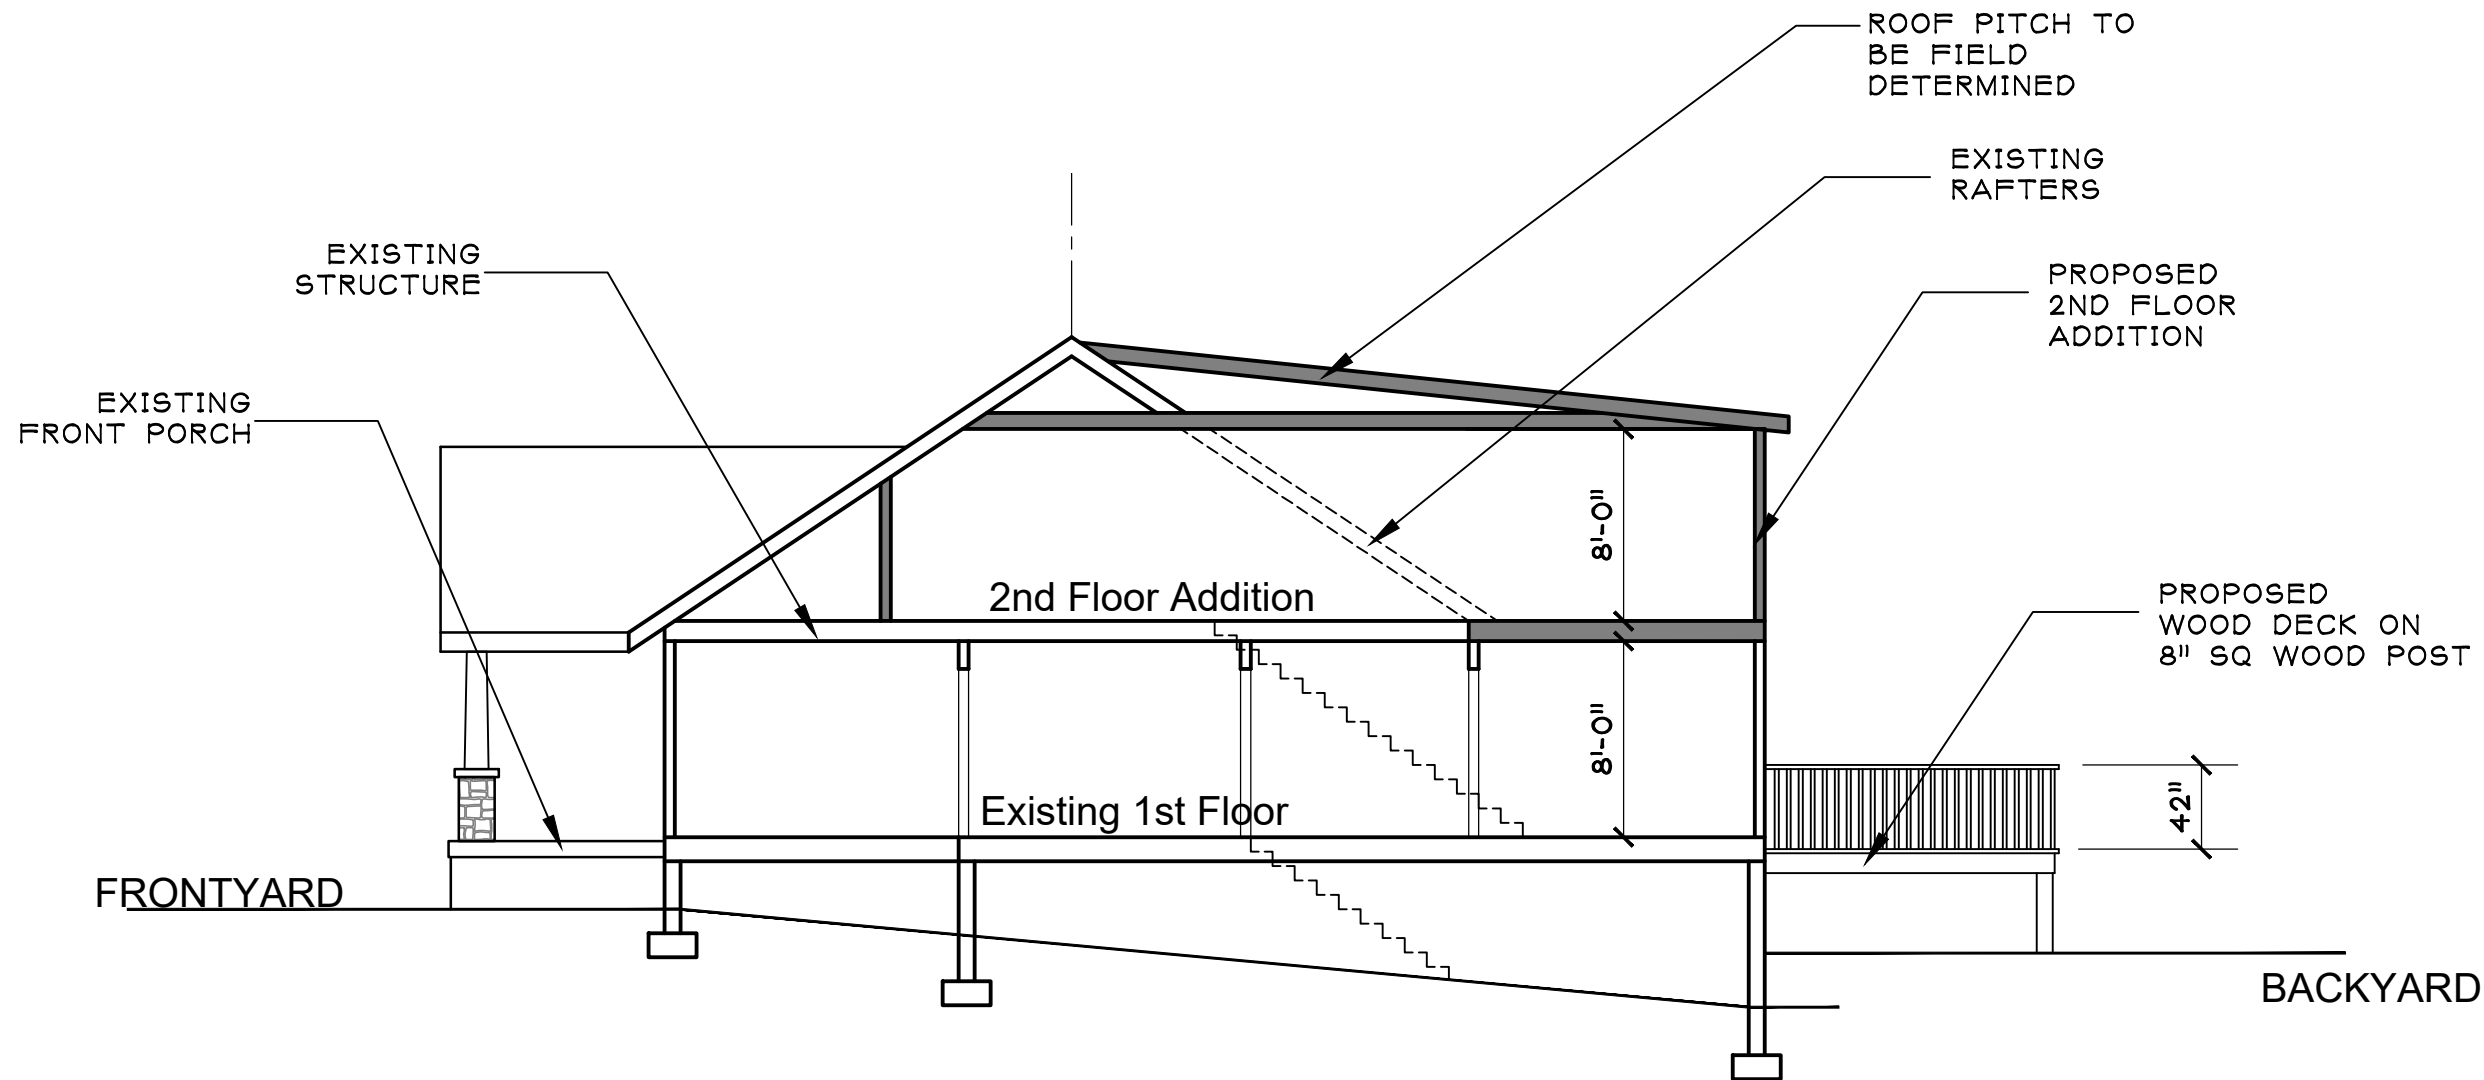 ROOF PITCH TO
BE FIELD
DETERMINED
EXISTING
RAFTERS
EXISTING
STRUCTURE
PROPOSED
2ND FLOOR
ADDITION
EXISTING
FRONT PORCH
8'-0"
2nd Floor Addition
PROPOSED
WOOD DECK ON
8" SQ WOOD POST
8'-0"
Existing 1st Floor
42"
FRONTYARD
BACKYARD